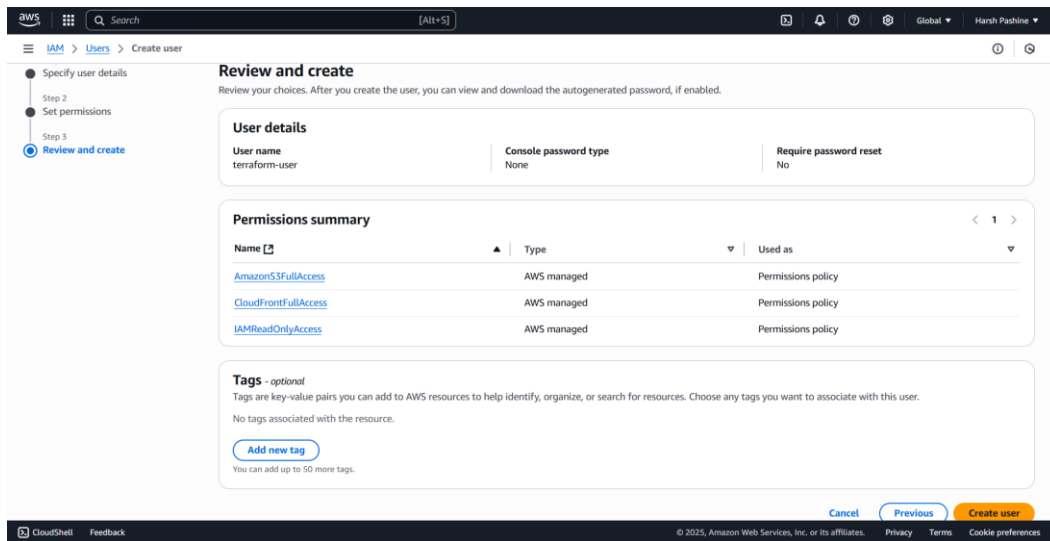 aws
Search
[Alt+S]
Global
Harsh Pashine
IAM > Users > Create user
Specify user details
Step 2
Set permissions
Step 3
Review and create
Review and create
Review your choices. After you create the user, you can view and download the autogenerated password, if enabled.
User details
User name
terraform-user
Console password type
None
Require password reset
No
Permissions summary
< 1 >
Name Type Used as
AmazonS3FullAccess AWS managed Permissions policy
CloudFrontFullAccess AWS managed Permissions policy
IAMReadOnlyAccess AWS managed Permissions policy
Tags - optional
Tags are key-value pairs you can add to AWS resources to help identify, organize, or search for resources. Choose any tags you want to associate with this user.
No tags associated with the resource.
Add new tag
You can add up to 50 more tags.
Cancel Previous Create user
CloudShell Feedback © 2025, Amazon Web Services, Inc. or its affiliates. Privacy Terms Cookie preferences